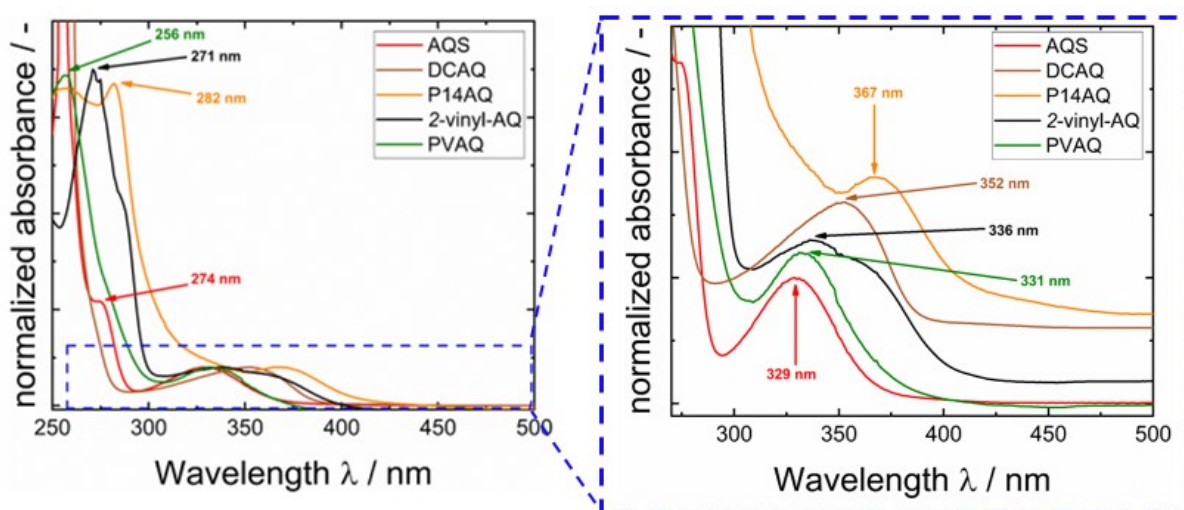 normalized absorbance / -
256 nm
271 nm
282 nm
274 nm
AQS
DCAQ
P14AQ
2-vinyl-AQ
PVAQ
250 300 350 400 450 500
Wavelength λ / nm
normalized absorbance / -
367 nm
352 nm
336 nm
331 nm
329 nm
AQS
DCAQ
P14AQ
2-vinyl-AQ
PVAQ
300 350 400 450 500
Wavelength λ / nm